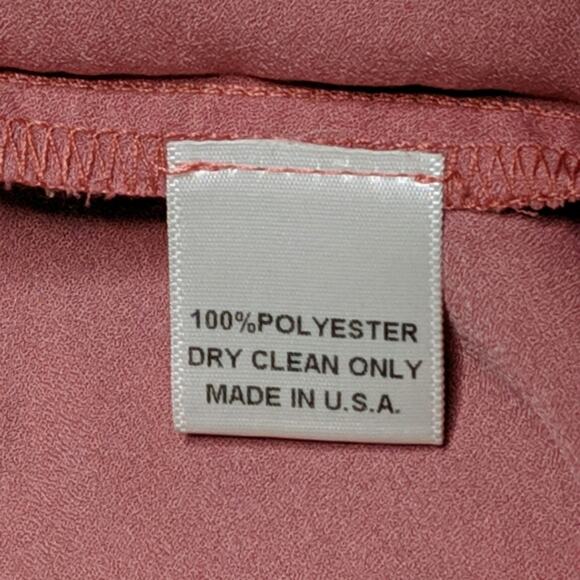 100%POLYESTER
DRY CLEAN ONLY
MADE IN U.S.A.